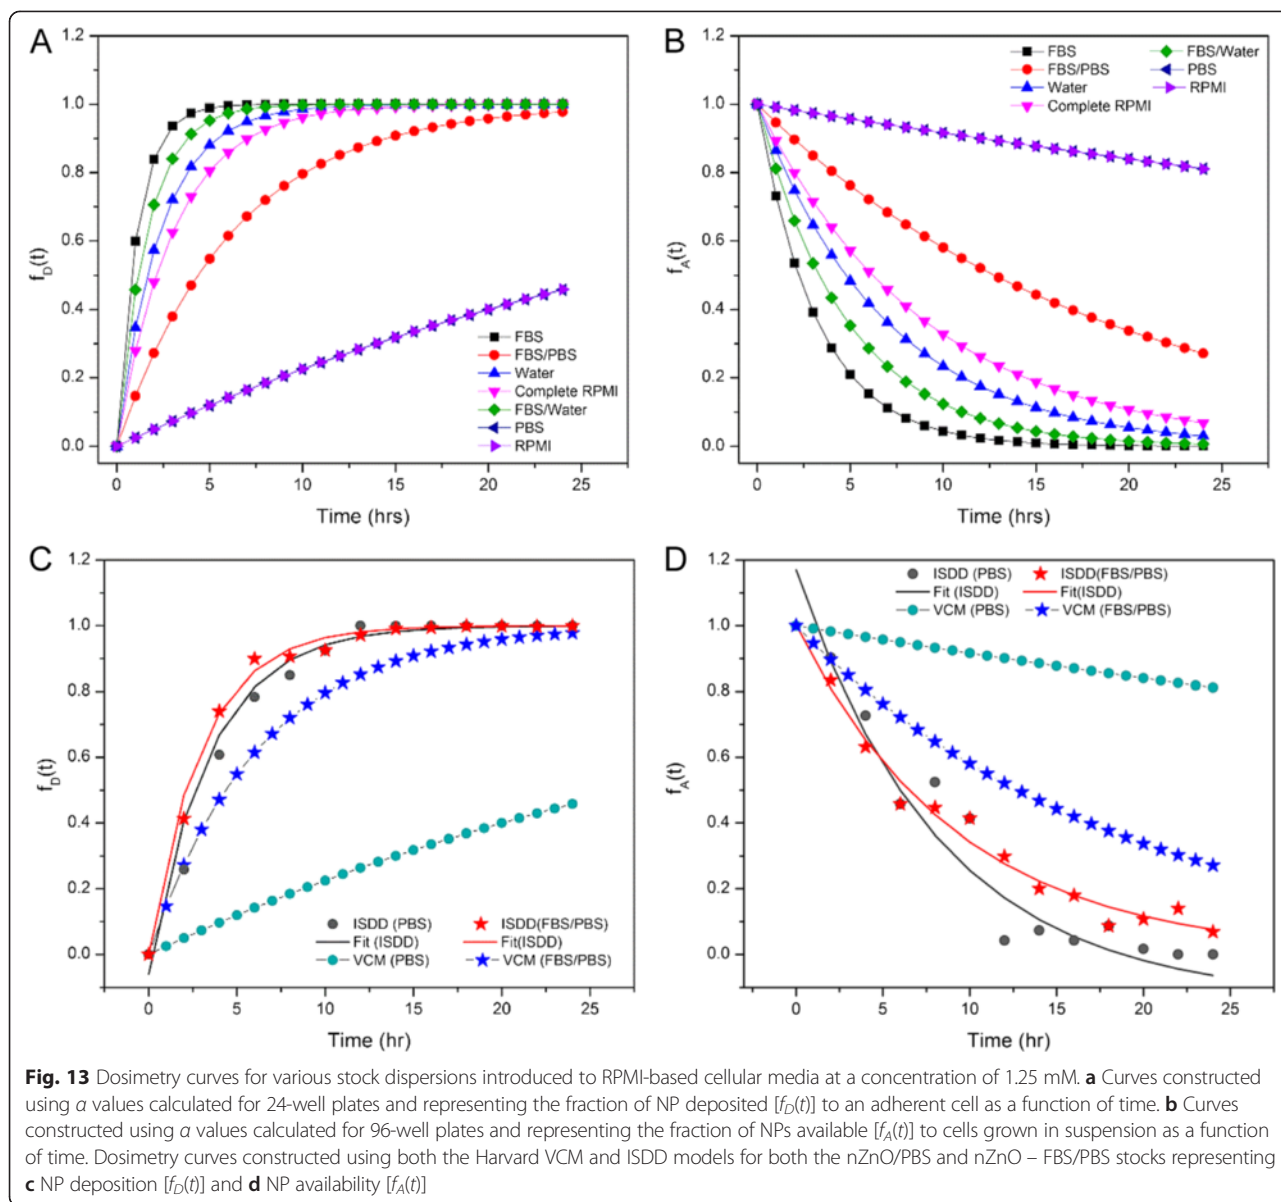 A
1.2
1.0
0.8
0.6
0.4
0.2
0.0
f_D(t)
0 5 10 15 20 25
Time (hrs)
FBS
FBS/PBS
Water
Complete RPMI
FBS/Water
PBS
RPMI
B
1.2
1.0
0.8
0.6
0.4
0.2
0.0
f_A(t)
0 5 10 15 20 25
Time (hrs)
FBS FBS/Water
FBS/PBS PBS
Water RPMI
Complete RPMI
C
1.2
1.0
0.8
0.6
0.4
0.2
0.0
f_D(t)
0 5 10 15 20 25
Time (hr)
ISDD (PBS) ISDD(FBS/PBS)
Fit (ISDD) Fit(ISDD)
VCM (PBS) VCM (FBS/PBS)
D
1.2
1.0
0.8
0.6
0.4
0.2
0.0
f_A(t)
0 5 10 15 20 25
Time (hr)
ISDD (PBS) ISDD(FBS/PBS)
Fit (ISDD) Fit(ISDD)
VCM (PBS) VCM (FBS/PBS)
Fig. 13 Dosimetry curves for various stock dispersions introduced to RPMI-based cellular media at a concentration of 1.25 mM. a Curves constructed
using α values calculated for 24-well plates and representing the fraction of NP deposited [f_D(t)] to an adherent cell as a function of time. b Curves
constructed using α values calculated for 96-well plates and representing the fraction of NPs available [f_A(t)] to cells grown in suspension as a function
of time. Dosimetry curves constructed using both the Harvard VCM and ISDD models for both the nZnO/PBS and nZnO – FBS/PBS stocks representing
c NP deposition [f_D(t)] and d NP availability [f_A(t)]